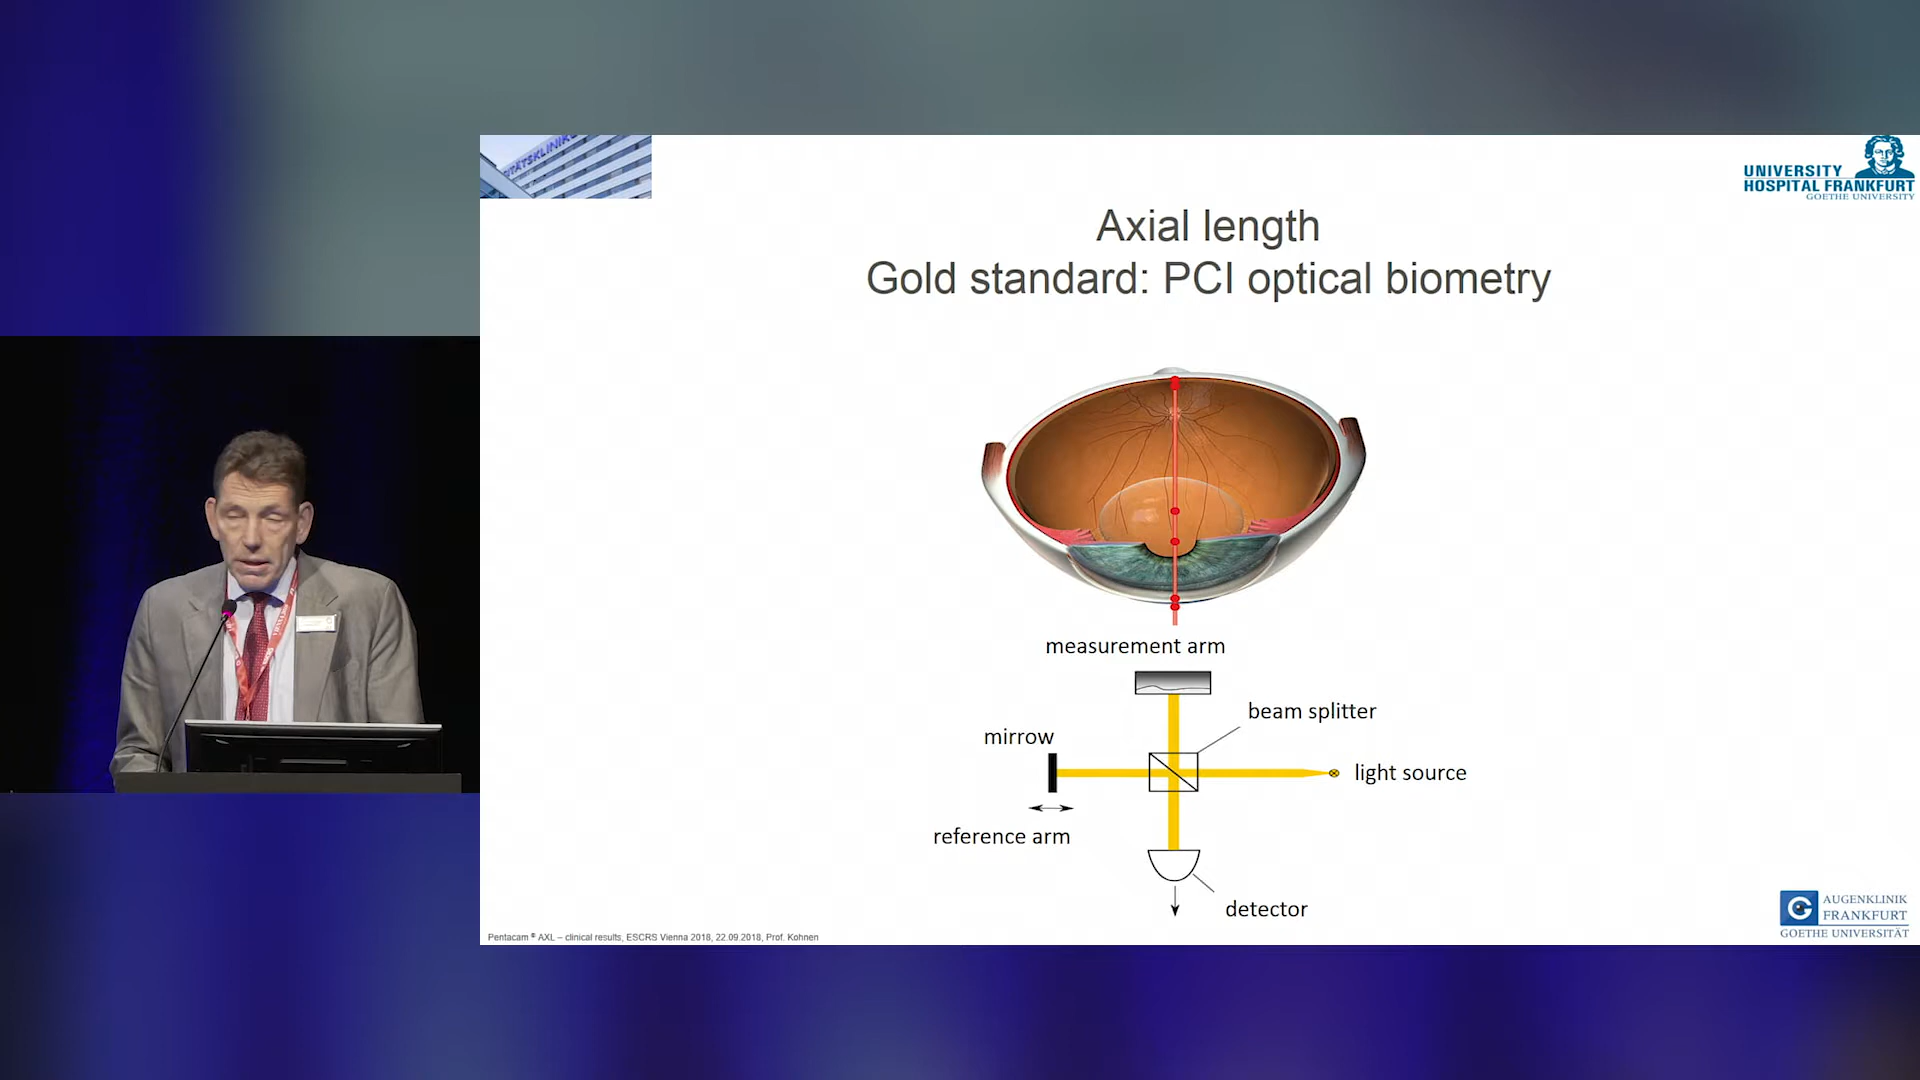 ITÄTSKLINIK
UNIVERSITY
HOSPITAL FRANKFURT
GOETHE UNIVERSITY
Axial length
Gold standard: PCI optical biometry
measurement arm
beam splitter
mirrow
light source
reference arm
detector
AUGENKLINIK
FRANKFURT
GOETHE UNIVERSITÄT
Pentacam ® AXL – clinical results, ESCRS Vienna 2018, 22.09.2018, Prof. Kohnen